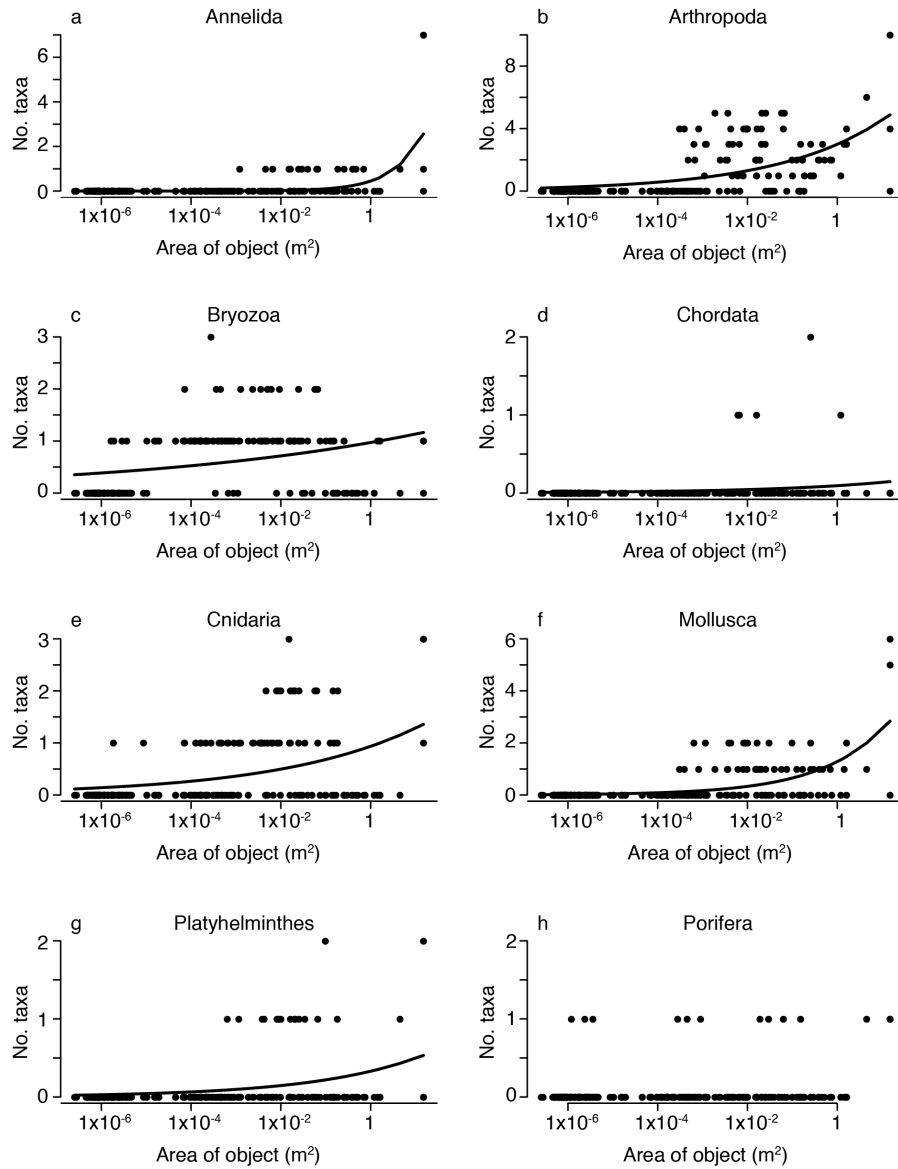 a Annelida
No. taxa
6
4
2
0
1x10⁻⁶ 1x10⁻⁴ 1x10⁻² 1
Area of object (m²)
b Arthropoda
No. taxa
8
4
0
1x10⁻⁶ 1x10⁻⁴ 1x10⁻² 1
Area of object (m²)
c Bryozoa
No. taxa
3
2
1
0
1x10⁻⁶ 1x10⁻⁴ 1x10⁻² 1
Area of object (m²)
d Chordata
No. taxa
2
1
0
1x10⁻⁶ 1x10⁻⁴ 1x10⁻² 1
Area of object (m²)
e Cnidaria
No. taxa
3
2
1
0
1x10⁻⁶ 1x10⁻⁴ 1x10⁻² 1
Area of object (m²)
f Mollusca
No. taxa
6
4
2
0
1x10⁻⁶ 1x10⁻⁴ 1x10⁻² 1
Area of object (m²)
g Platyhelminthes
No. taxa
2
1
0
1x10⁻⁶ 1x10⁻⁴ 1x10⁻² 1
Area of object (m²)
h Porifera
No. taxa
2
1
0
1x10⁻⁶ 1x10⁻⁴ 1x10⁻² 1
Area of object (m²)